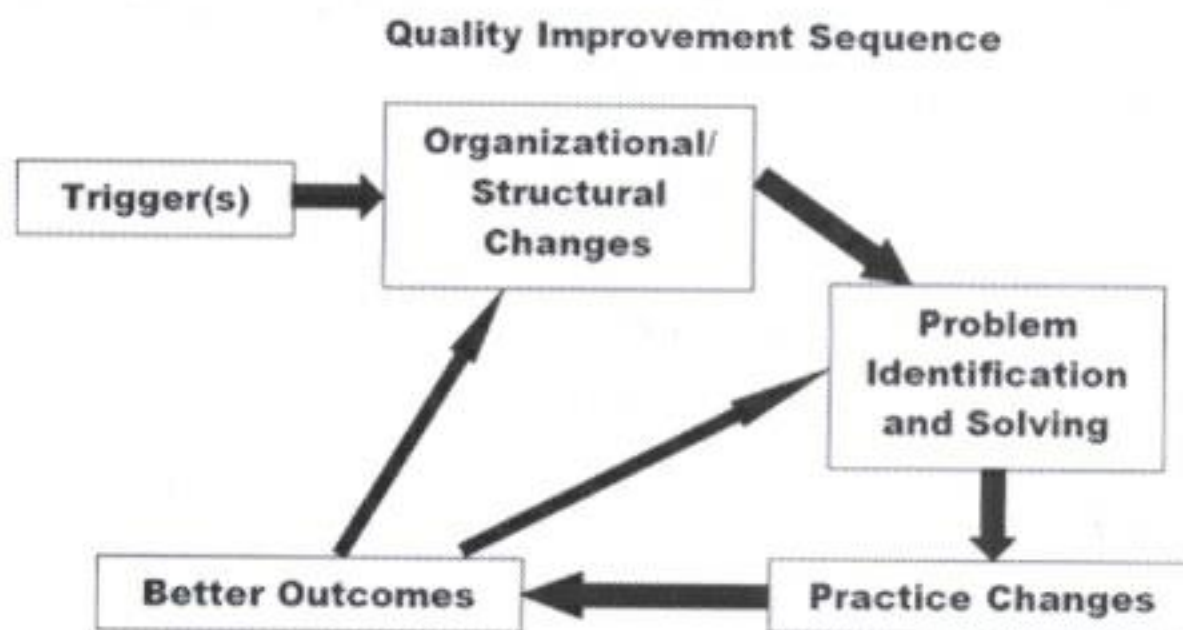 Quality Improvement Sequence
Trigger(s)
Organizational/
Structural
Changes
Problem
Identification
and Solving
Practice Changes
Better Outcomes